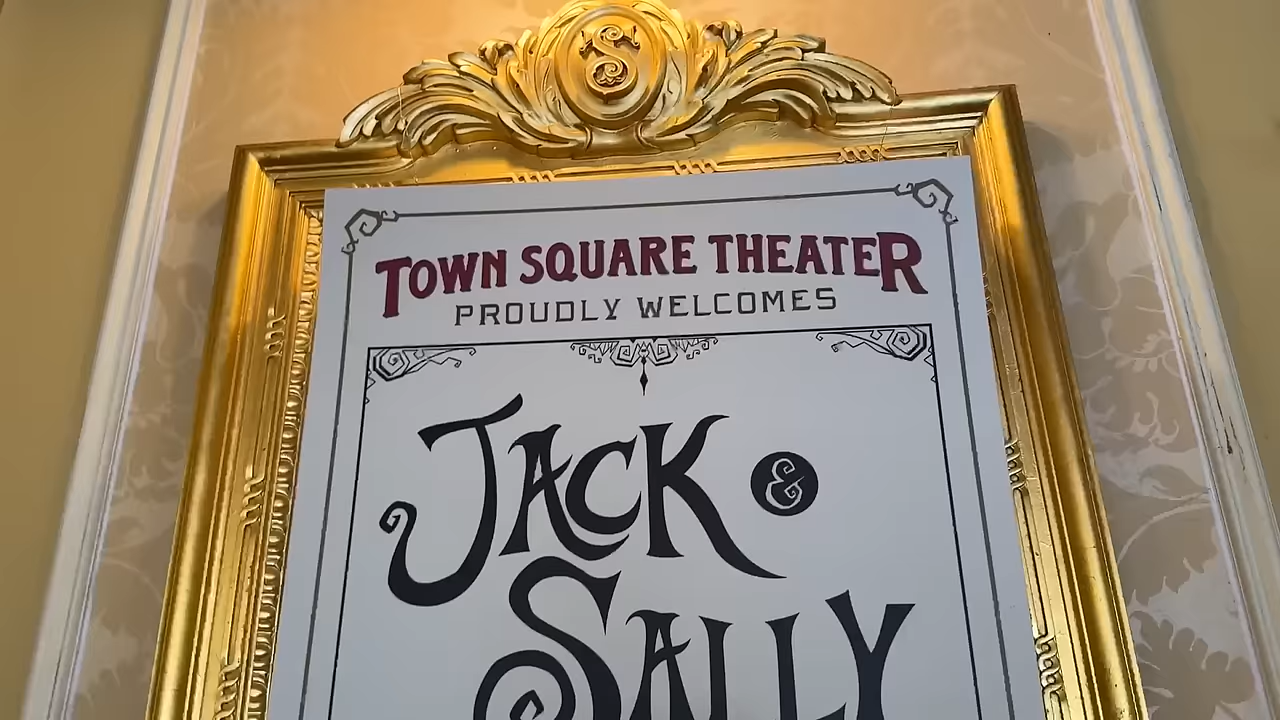 S
TOWN SQUARE THEATER
PROUDLY WELCOMES
JACK &
SALLY